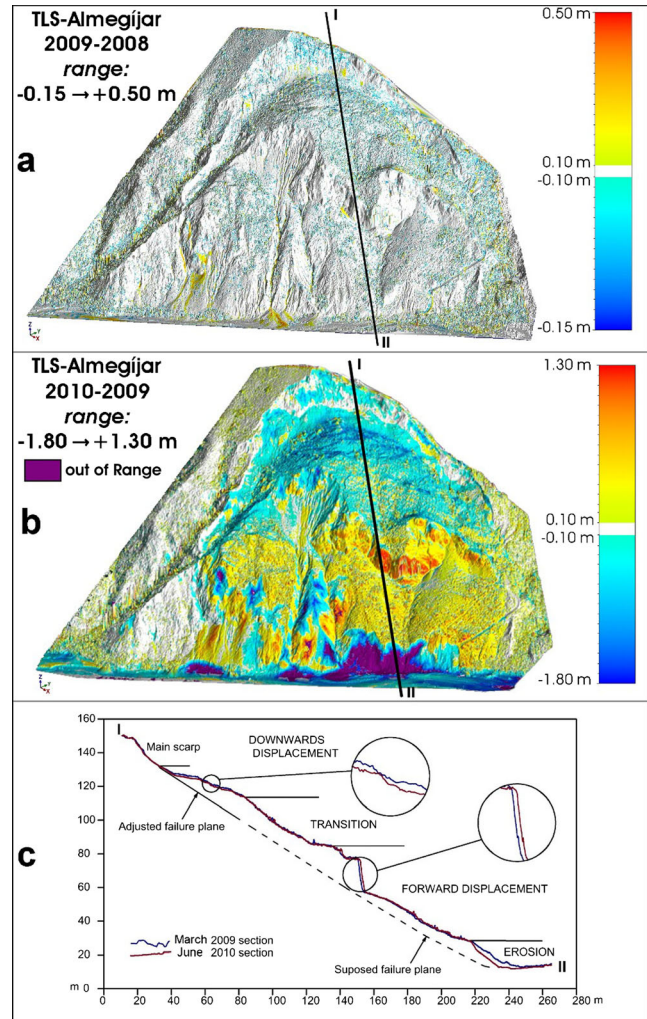 TLS-Almegíjar
2009-2008
range:
-0.15 → +0.50 m
a
I
II
Z
Y
X
0.50 m
0.10 m
-0.10 m
-0.15 m
TLS-Almegíjar
2010-2009
range:
-1.80 → +1.30 m
out of Range
b
I
II
Z
Y
X
1.30 m
0.10 m
-0.10 m
-1.80 m
c
160
140
120
100
80
60
40
20
m 0
I
Main scarp
DOWNWARDS
DISPLACEMENT
Adjusted failure plane
TRANSITION
FORWARD DISPLACEMENT
EROSION
II
March 2009 section
June 2010 section
Suposed failure plane
0 20 40 60 80 100 120 140 160 180 200 220 240 260 280 m